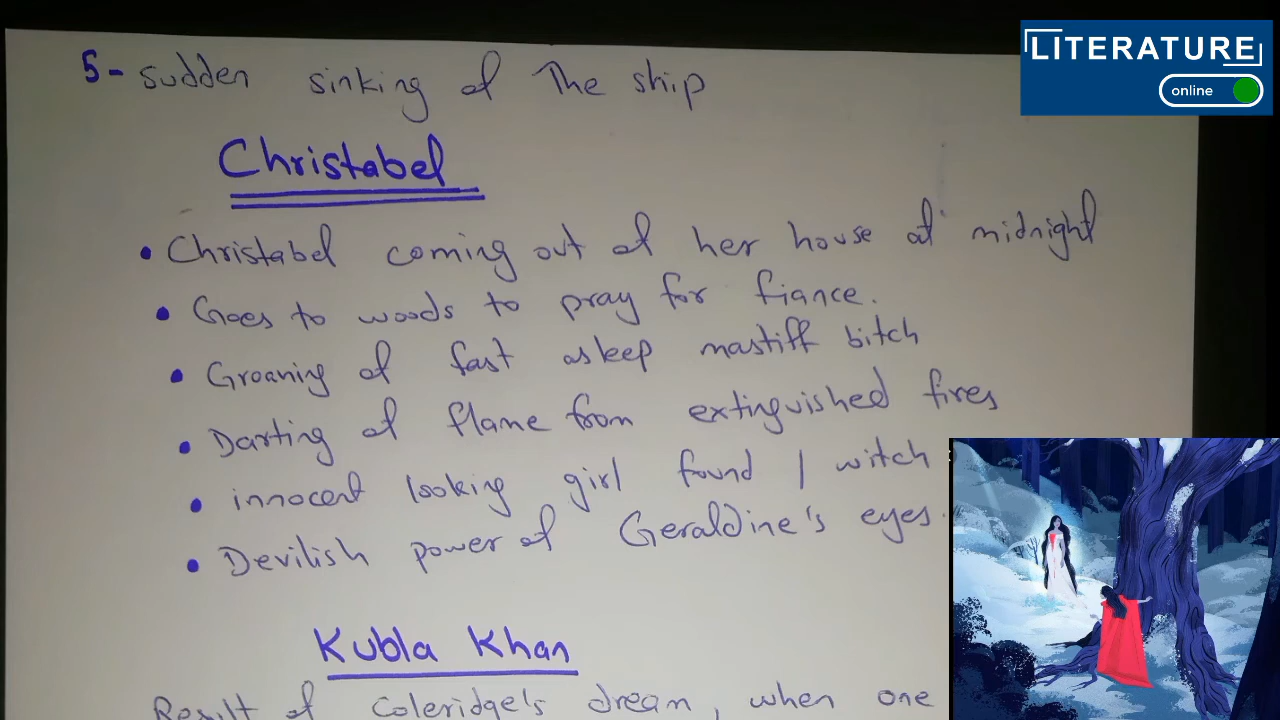 5- sudden sinking of The ship
LITERATURE
online
Christabel
• Christabel coming out of her house at midnight
• Goes to woods to pray for fiance.
• Groaning of fast asleep mastiff bitch
• Darting of flame from extinguished fires
• innocent looking girl found / witch
• Devilish power of Geraldine's eyes.
Kubla Khan
Result of Coleridge's dream, when one